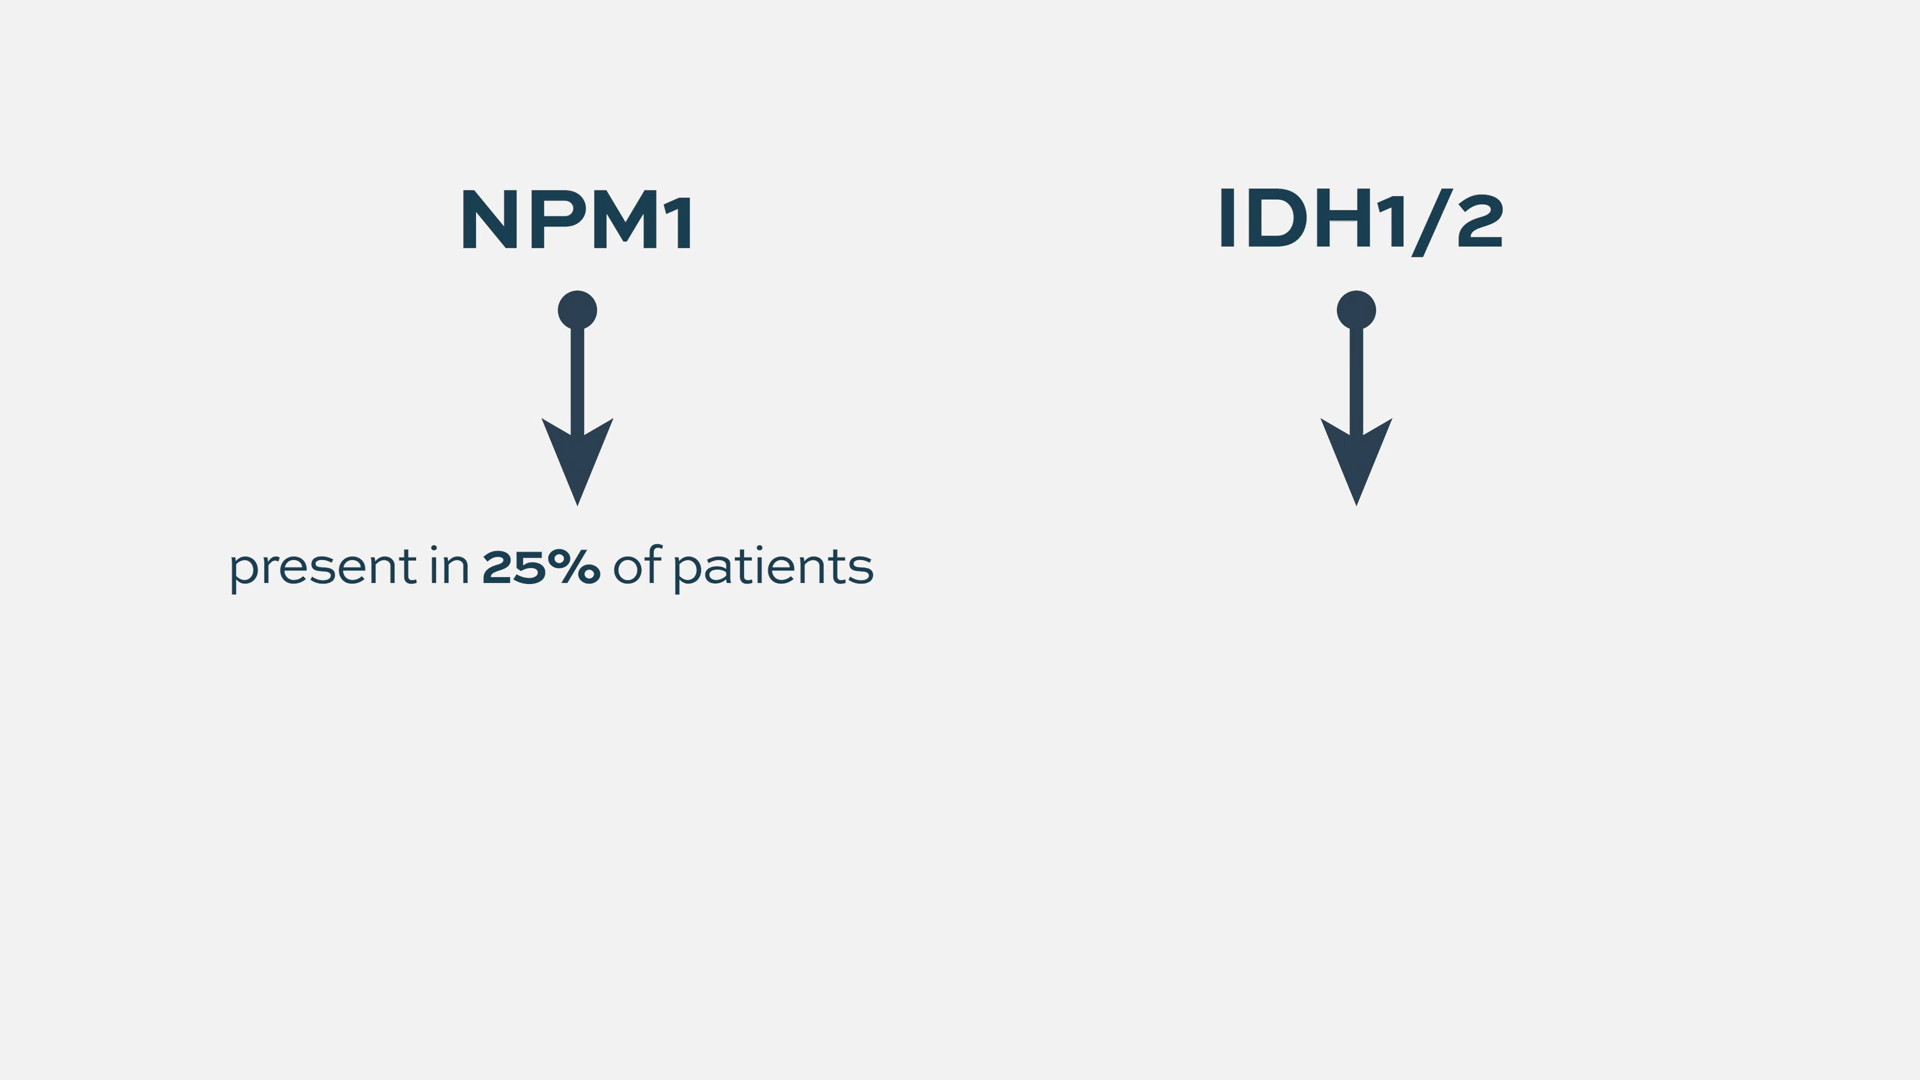 NPM1
IDH1/2
present in 25% of patients